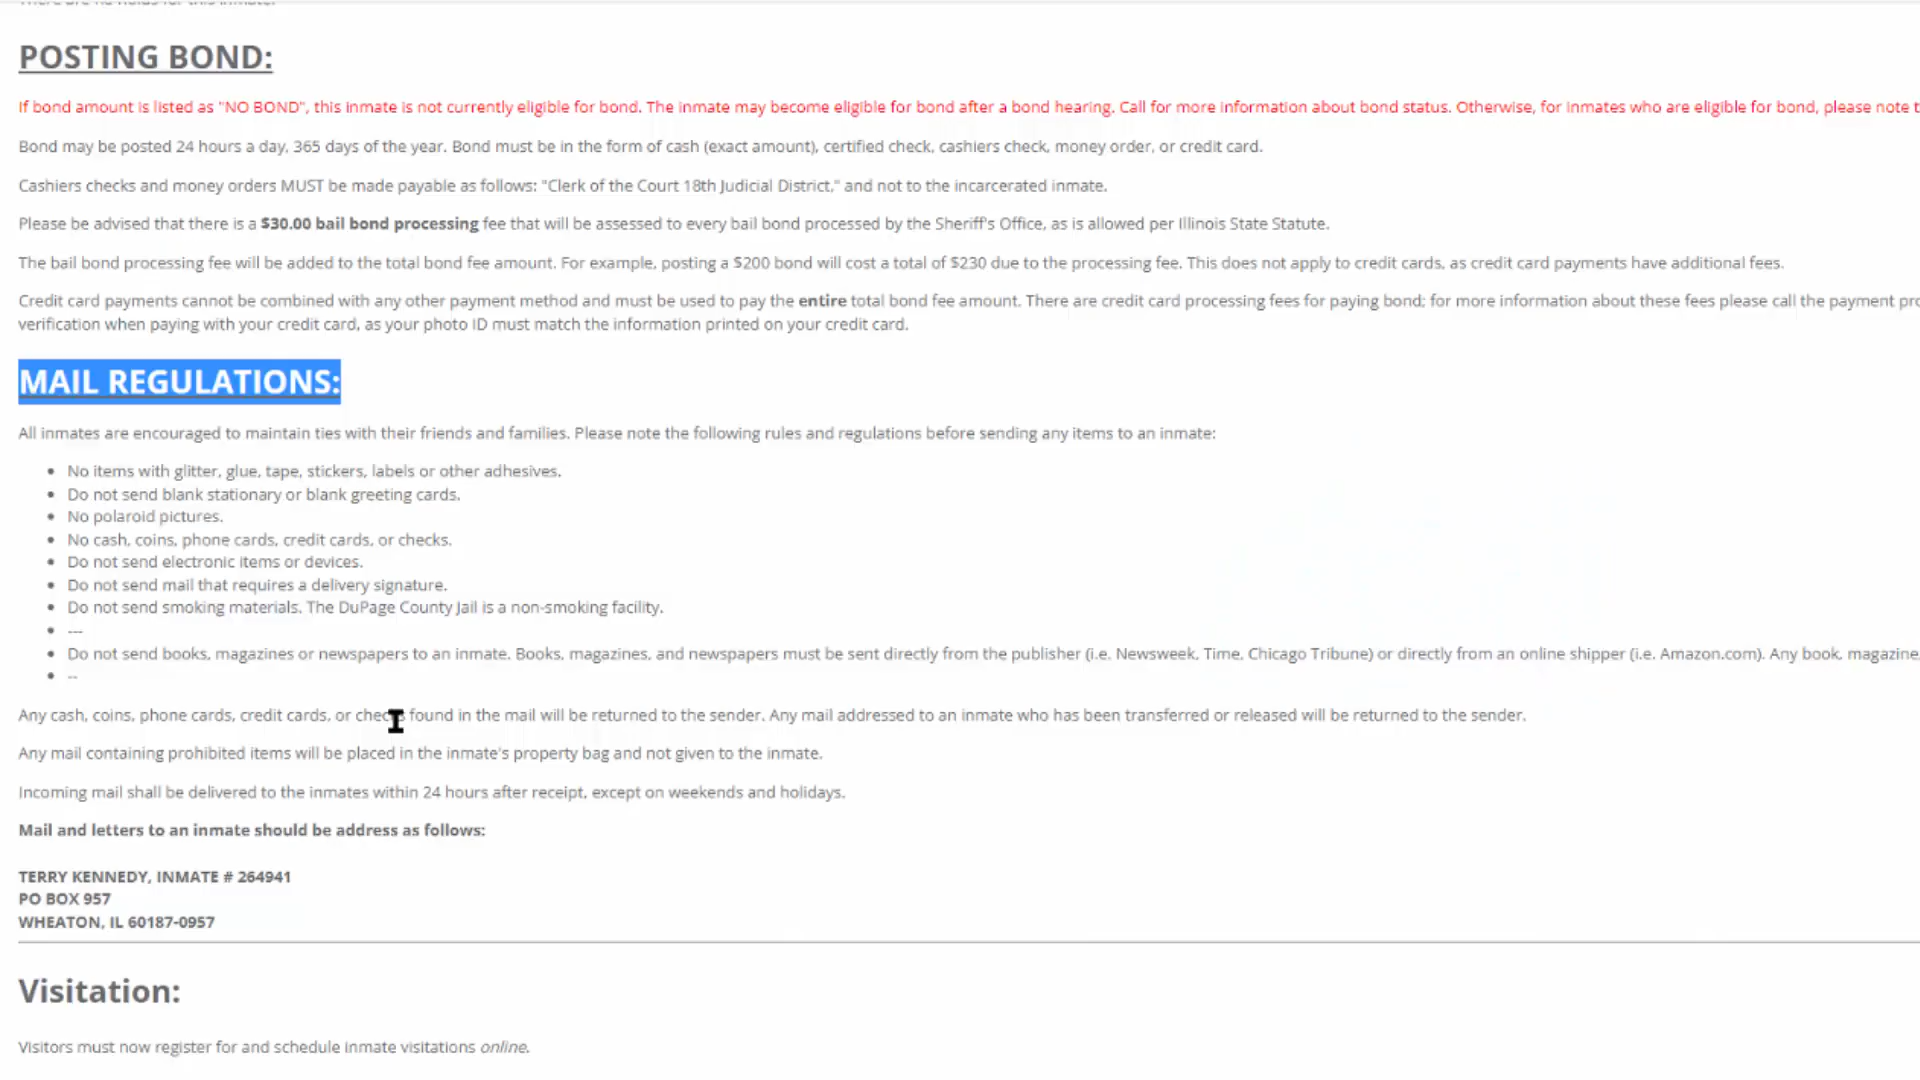 POSTING BOND:
If bond amount is listed as "NO BOND", this inmate is not currently eligible for bond. The inmate may become eligible for bond after a bond hearing. Call for more information about bond status. Otherwise, for inmates who are eligible for bond, please note
Bond may be posted 24 hours a day, 365 days of the year. Bond must be in the form of cash (exact amount), certified check, cashiers check, money order, or credit card.
Cashiers checks and money orders MUST be made payable as follows: "Clerk of the Court 18th Judicial District," and not to the incarcerated inmate.
Please be advised that there is a $30.00 bail bond processing fee that will be assessed to every bail bond processed by the Sheriff's Office, as is allowed per Illinois State Statute.
The bail bond processing fee will be added to the total bond fee amount. For example, posting a $200 bond will cost a total of $230 due to the processing fee. This does not apply to credit cards, as credit card payments have additional fees.
Credit card payments cannot be combined with any other payment method and must be used to pay the entire total bond fee amount. There are credit card processing fees for paying bond; for more information about these fees please call the payment
verification when paying with your credit card, as your photo ID must match the information printed on your credit card.
MAIL REGULATIONS:
All inmates are encouraged to maintain ties with their friends and families. Please note the following rules and regulations before sending any items to an inmate:
• No items with glitter, glue, tape, stickers, labels or other adhesives.
• Do not send blank stationary or blank greeting cards.
• No polaroid pictures.
• No cash, coins, phone cards, credit cards, or checks.
• Do not send electronic items or devices.
• Do not send mail that requires a delivery signature.
• Do not send smoking materials. The DuPage County Jail is a non-smoking facility.
• ---
• Do not send books, magazines or newspapers to an inmate. Books, magazines, and newspapers must be sent directly from the publisher (i.e. Newsweek, Time, Chicago Tribune) or directly from an online shipper (i.e. Amazon.com). Any book, magazine,
• --
Any cash, coins, phone cards, credit cards, or checks found in the mail will be returned to the sender. Any mail addressed to an inmate who has been transferred or released will be returned to the sender.
Any mail containing prohibited items will be placed in the inmate's property bag and not given to the inmate.
Incoming mail shall be delivered to the inmates within 24 hours after receipt, except on weekends and holidays.
Mail and letters to an inmate should be address as follows:
TERRY KENNEDY, INMATE # 264941
PO BOX 957
WHEATON, IL 60187-0957
Visitation:
Visitors must now register for and schedule inmate visitations online.